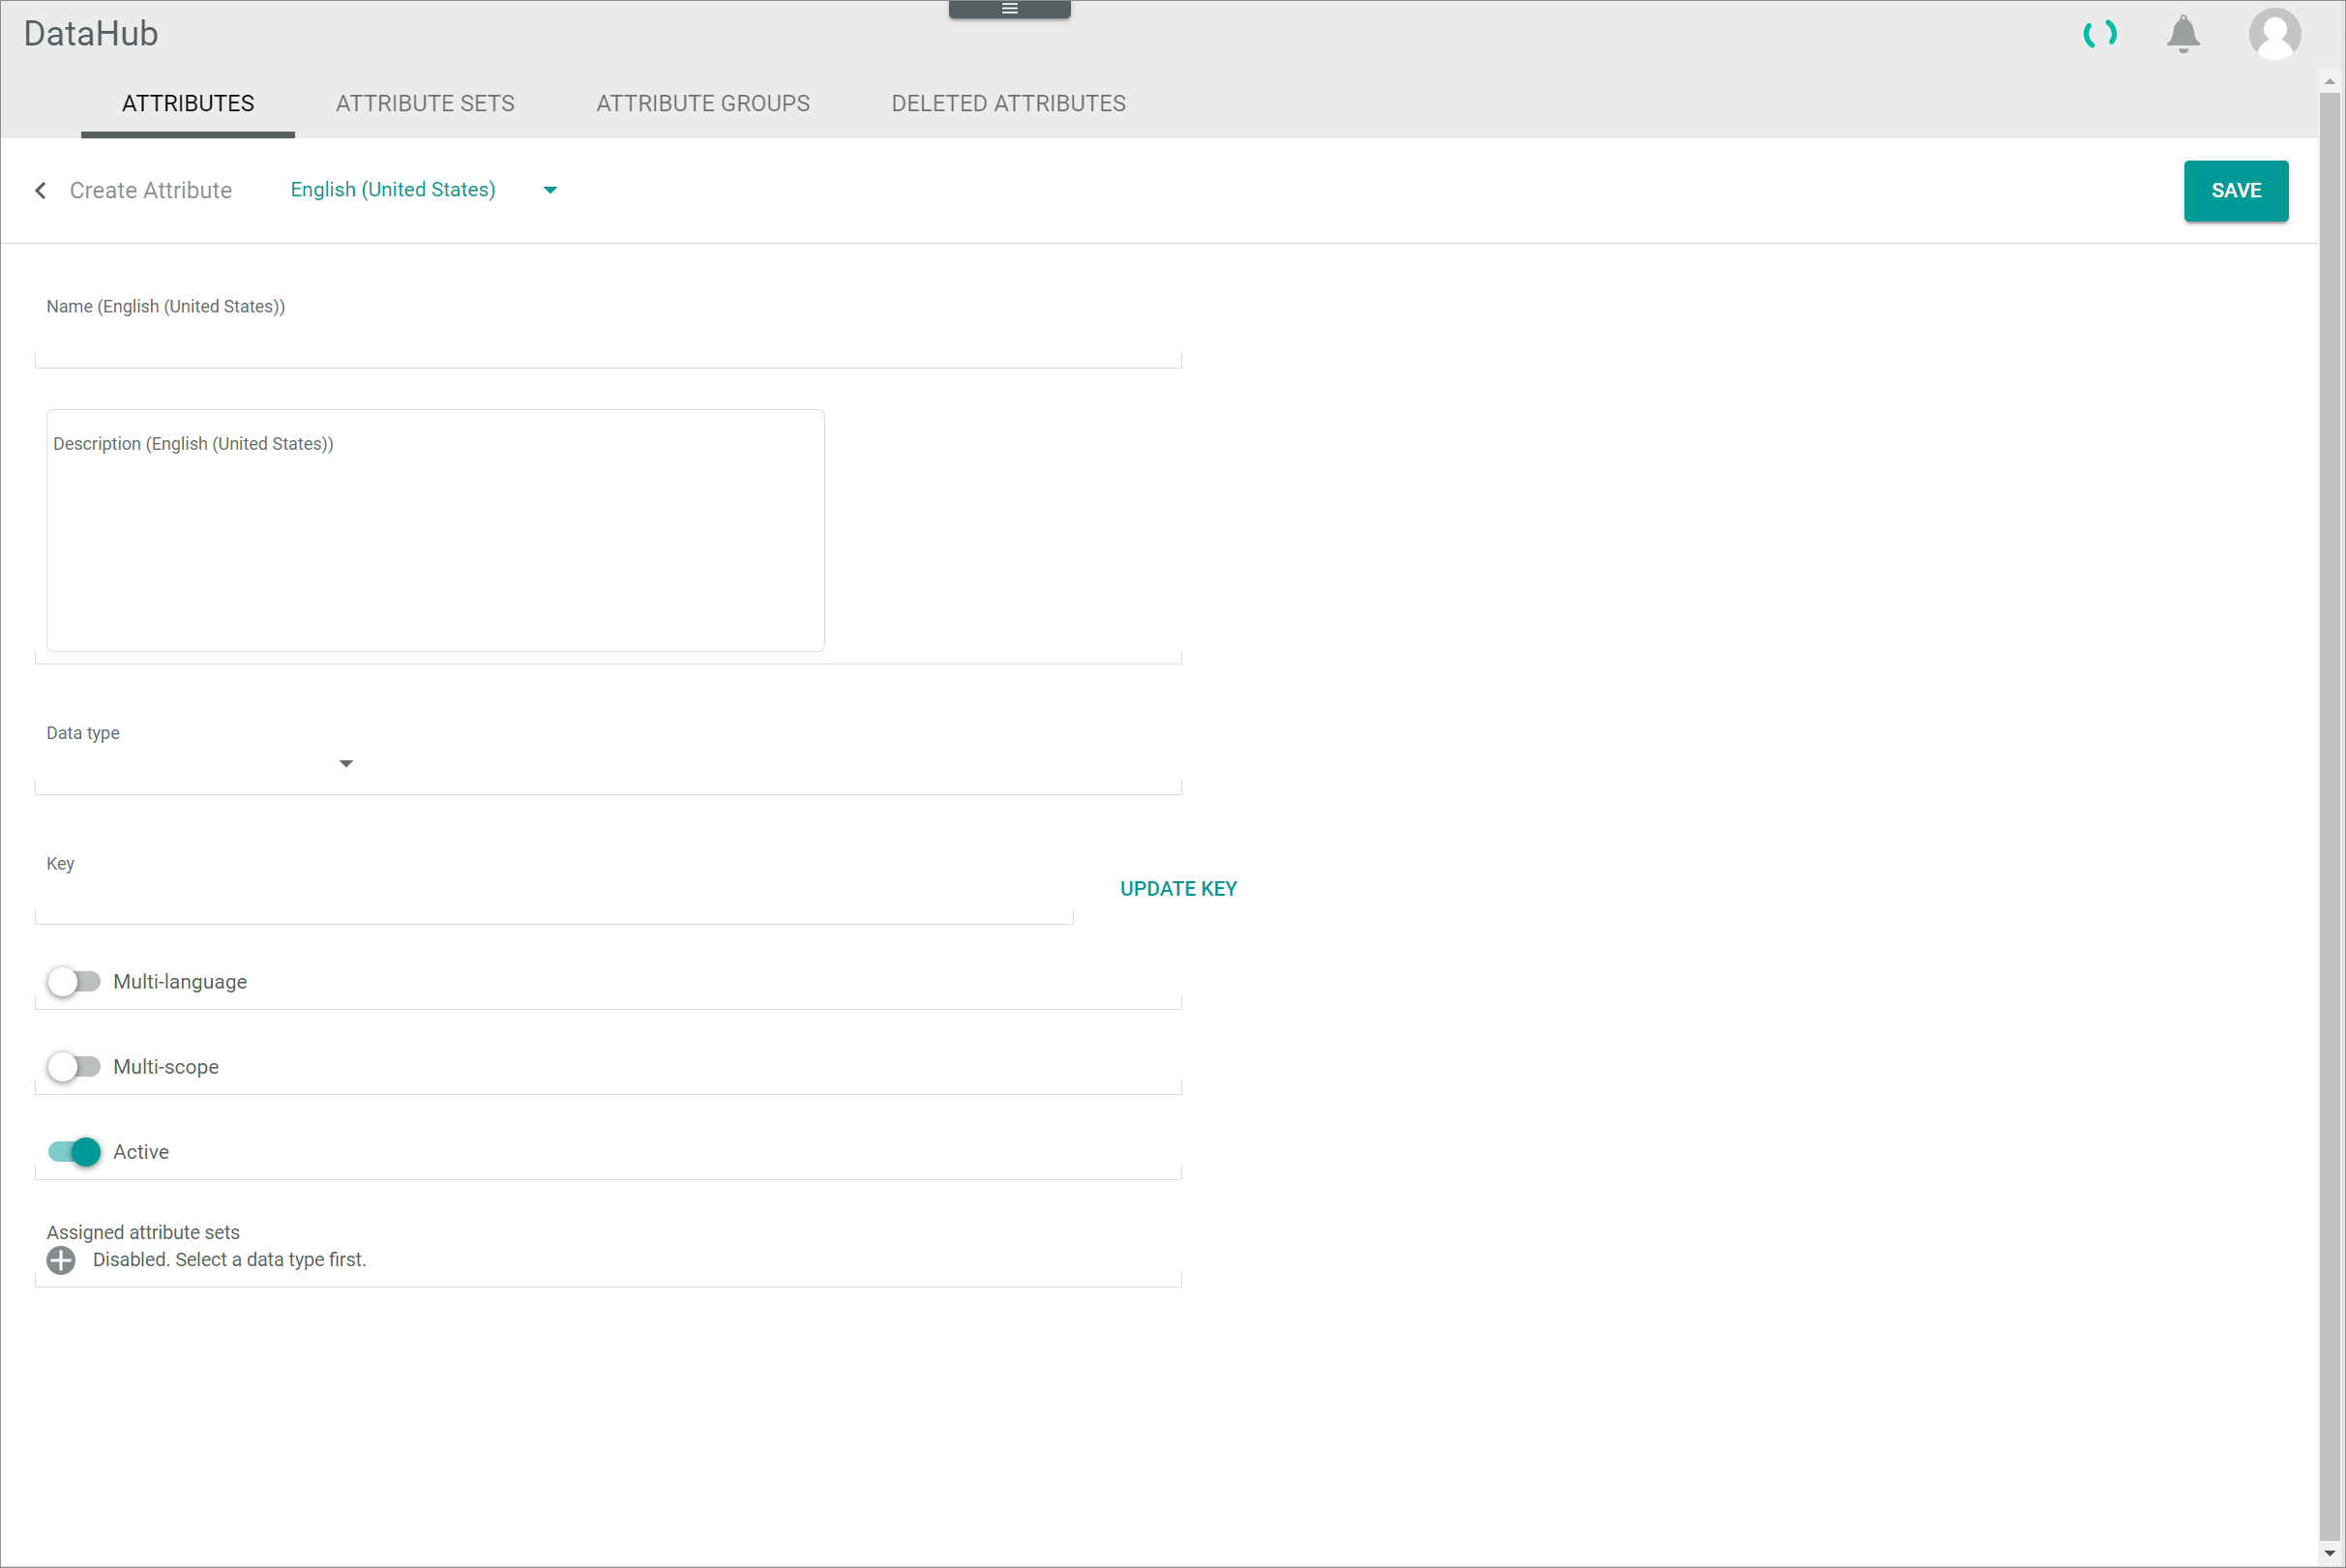 DataHub
ATTRIBUTES ATTRIBUTE SETS ATTRIBUTE GROUPS DELETED ATTRIBUTES
Create Attribute English (United States) SAVE
Name (English (United States))
Description (English (United States))
Data type
Key
UPDATE KEY
Multi-language
Multi-scope
Active
Assigned attribute sets
Disabled. Select a data type first.